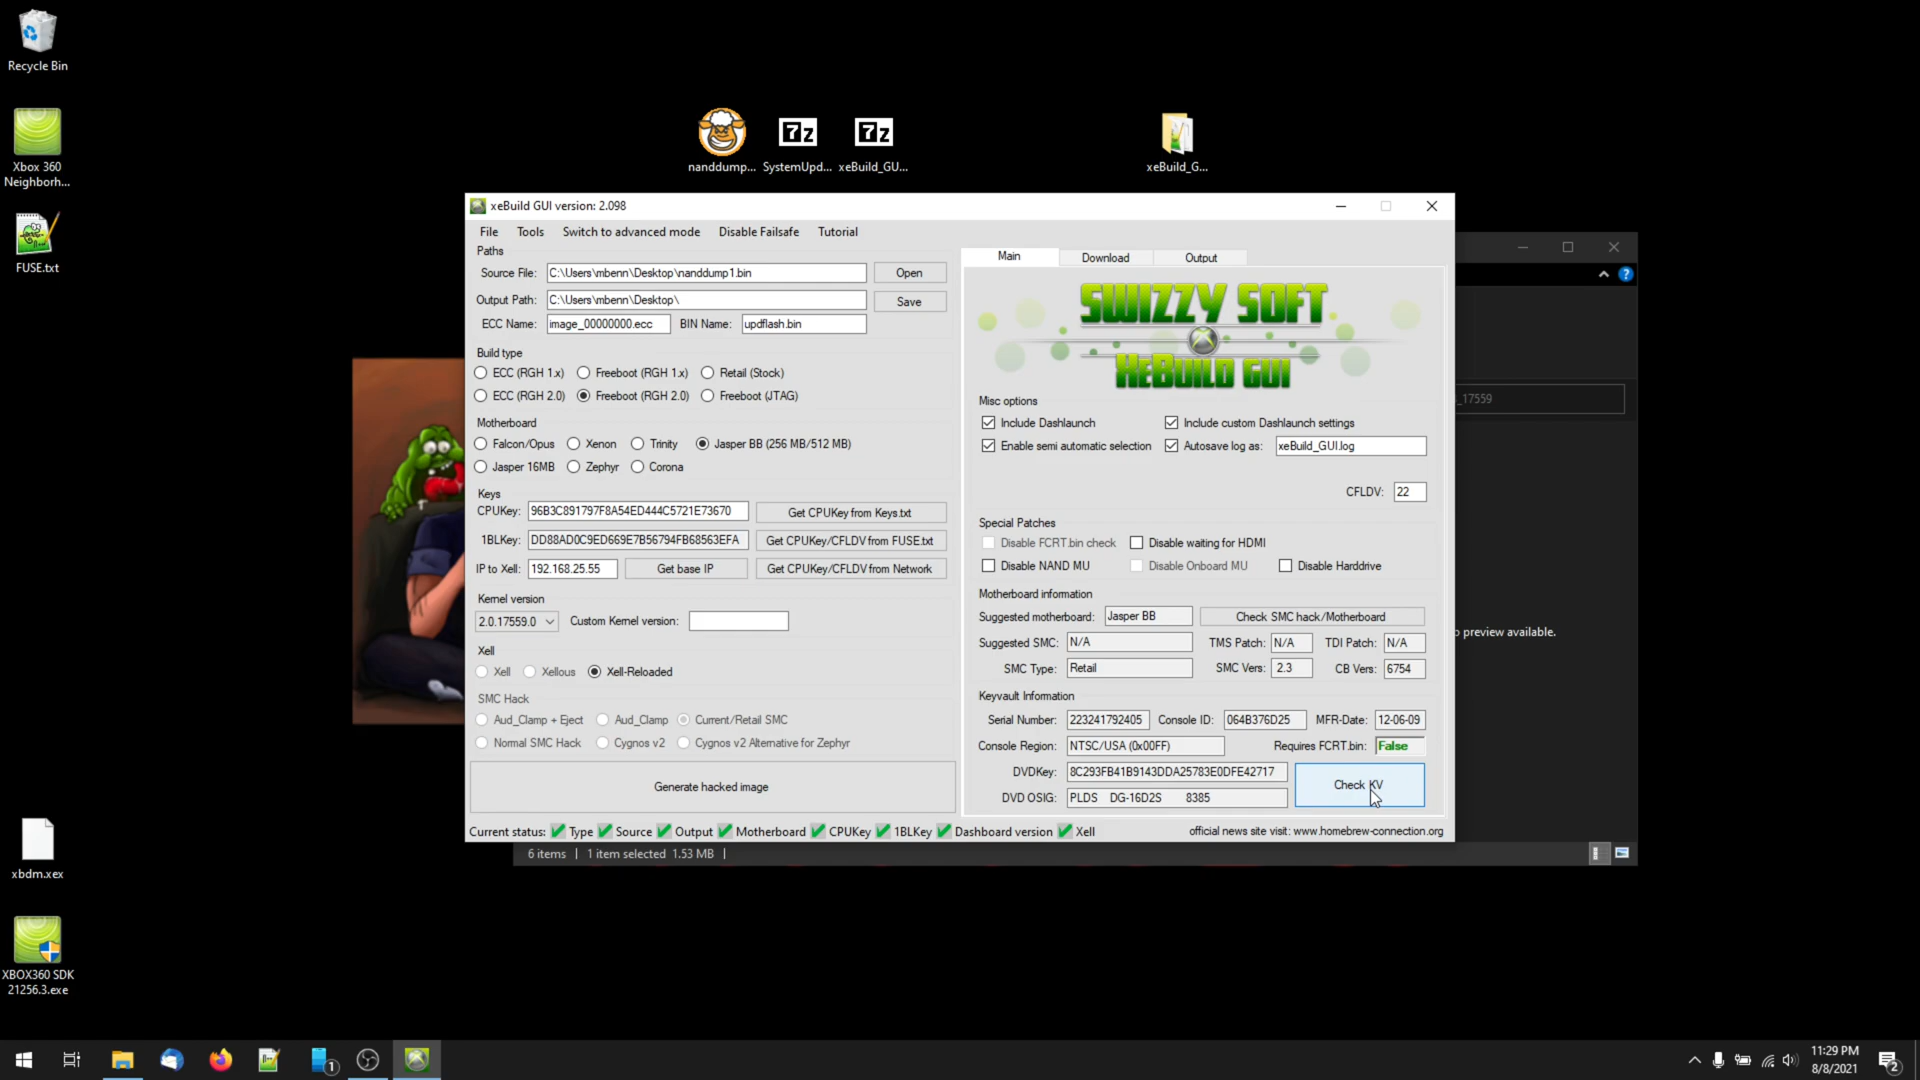 Recycle Bin
Xbox 360
Neighborh...
FUSE.txt
xbdm.xex
XBOX360 SDK
21256.3.exe
nanddump...
SystemUpd...
xeBuild_GU...
xeBuild_G...
xeBuild GUI version: 2.098
File
Tools
Switch to advanced mode
Disable Failsafe
Tutorial
Paths
Source File:
C:\Users\mbenn\Desktop\nanddump1.bin
Open
Output Path:
C:\Users\mbenn\Desktop\
Save
ECC Name:
image_00000000.ecc
BIN Name:
updflash.bin
Build type
ECC (RGH 1.x)
Freeboot (RGH 1.x)
Retail (Stock)
ECC (RGH 2.0)
Freeboot (RGH 2.0)
Freeboot (JTAG)
Motherboard
Falcon/Opus
Xenon
Trinity
Jasper BB (256 MB/512 MB)
Jasper 16MB
Zephyr
Corona
Keys
CPUKey:
96B3C891797F8A54ED444C5721E73670
Get CPUKey from Keys.txt
1BLKey:
DD88AD0C9ED669E7B56794FB68563EFA
Get CPUKey/CFLDV from FUSE.txt
IP to Xell:
192.168.25.55
Get base IP
Get CPUKey/CFLDV from Network
Kernel version
2.0.17559.0
Custom Kernel version:
Xell
Xell
Xellous
Xell-Reloaded
SMC Hack
Aud_Clamp + Eject
Aud_Clamp
Current/Retail SMC
Normal SMC Hack
Cygnos v2
Cygnos v2 Alternative for Zephyr
Generate hacked image
Main
Download
Output
SWIZZY SOFT
XEBUILD GUI
Misc options
Include Dashlaunch
Include custom Dashlaunch settings
Enable semi automatic selection
Autosave log as:
xeBuild_GUI.log
CFLDV:
22
Special Patches
Disable FCRT.bin check
Disable waiting for HDMI
Disable NAND MU
Disable Onboard MU
Disable Harddrive
Motherboard information
Suggested motherboard:
Jasper BB
Check SMC hack/Motherboard
Suggested SMC:
N/A
TMS Patch:
N/A
TDI Patch:
N/A
SMC Type:
Retail
SMC Vers:
2.3
CB Vers:
6754
Keyvault Information
Serial Number:
223241792405
Console ID:
064B376D25
MFR-Date:
12-06-09
Console Region:
NTSC/USA (0x00FF)
Requires FCRT.bin:
False
DVDKey:
8C293FB41B9143DDA25783E0DFE42717
Check KV
DVD OSIG:
PLDS DG-16D2S 8385
Current status:
Type
Source
Output
Motherboard
CPUKey
1BLKey
Dashboard version
Xell
official news site visit: www.homebrew-connection.org
_17559
o preview available.
6 items
1 item selected 1.53 MB
1
11:29 PM
8/8/2021
2